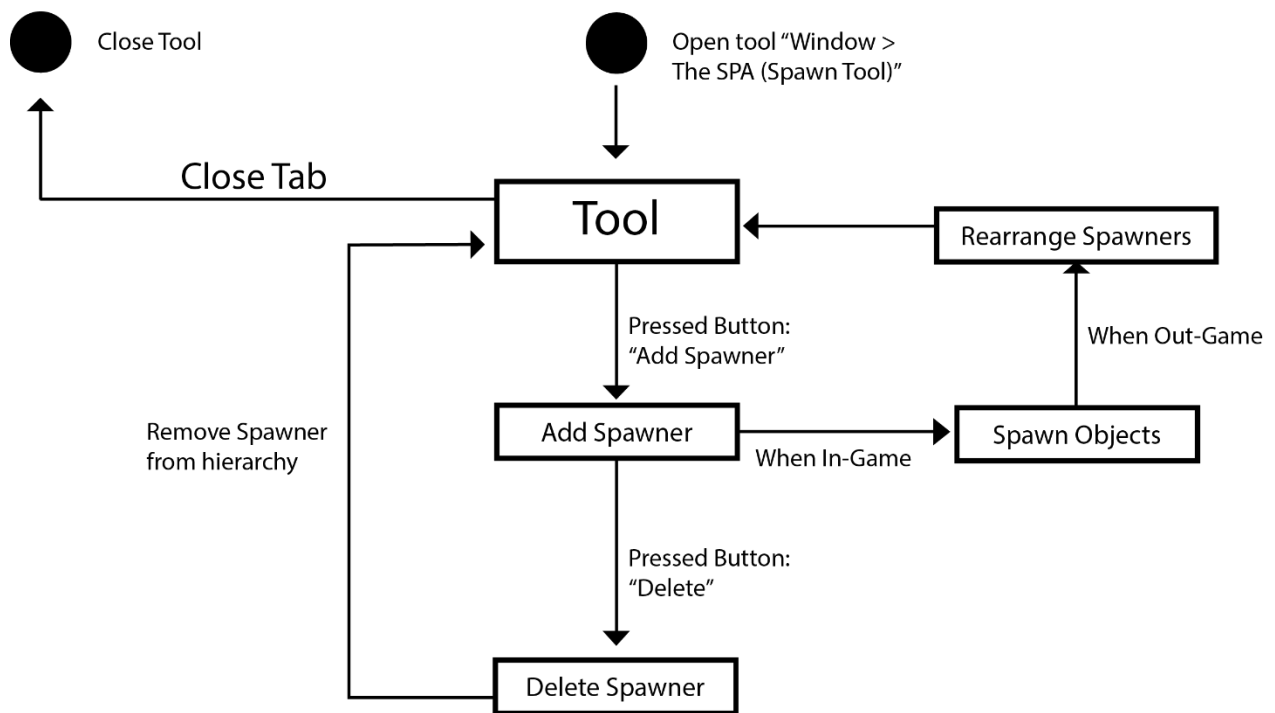 Close Tool
Open tool “Window >
The SPA (Spawn Tool)”
Close Tab
Tool
Rearrange Spawners
Pressed Button:
“Add Spawner”
When Out-Game
Remove Spawner
from hierarchy
Add Spawner
When In-Game
Spawn Objects
Pressed Button:
“Delete”
Delete Spawner